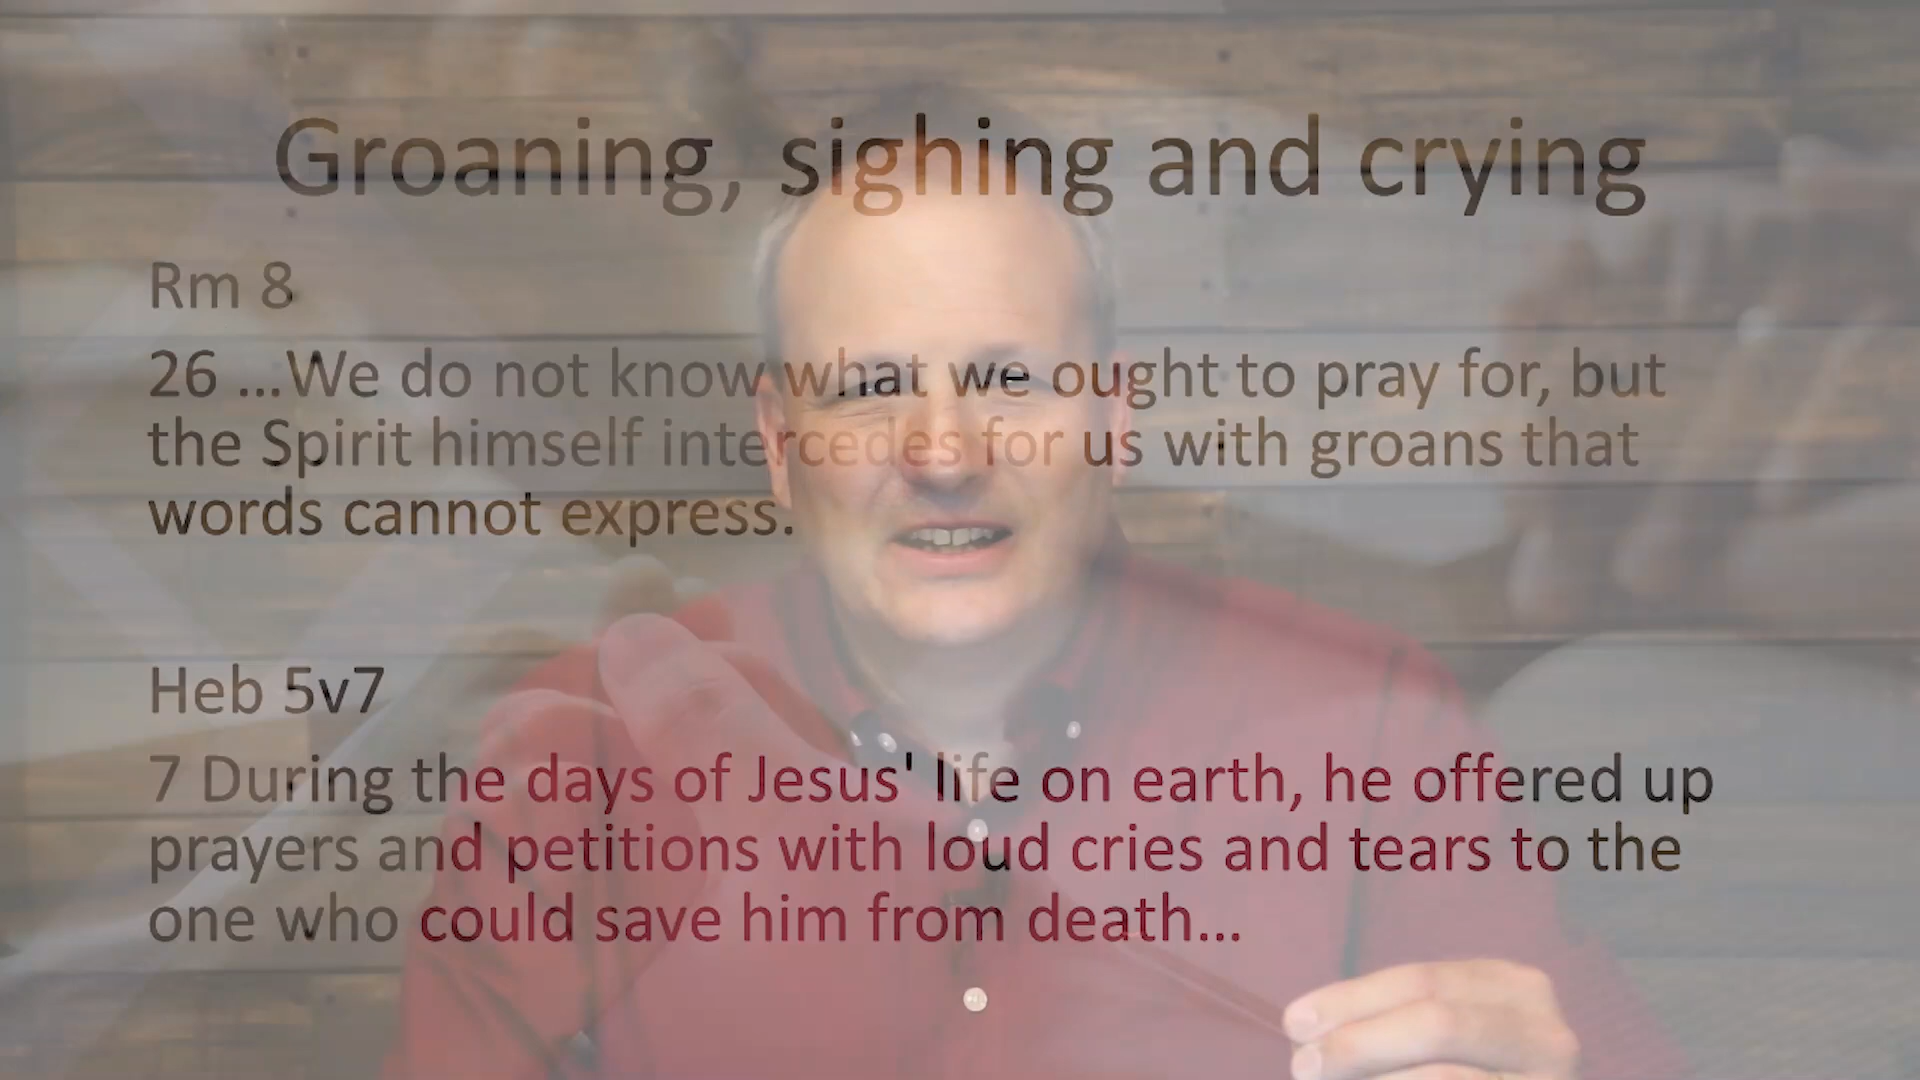 Groaning, sighing and crying
Rm 8
26 ...We do not know what we ought to pray for, but
the Spirit himself intercedes for us with groans that
words cannot express.
Heb 5v7
7 During the days of Jesus' life on earth, he offered up
prayers and petitions with loud cries and tears to the
one who could save him from death...